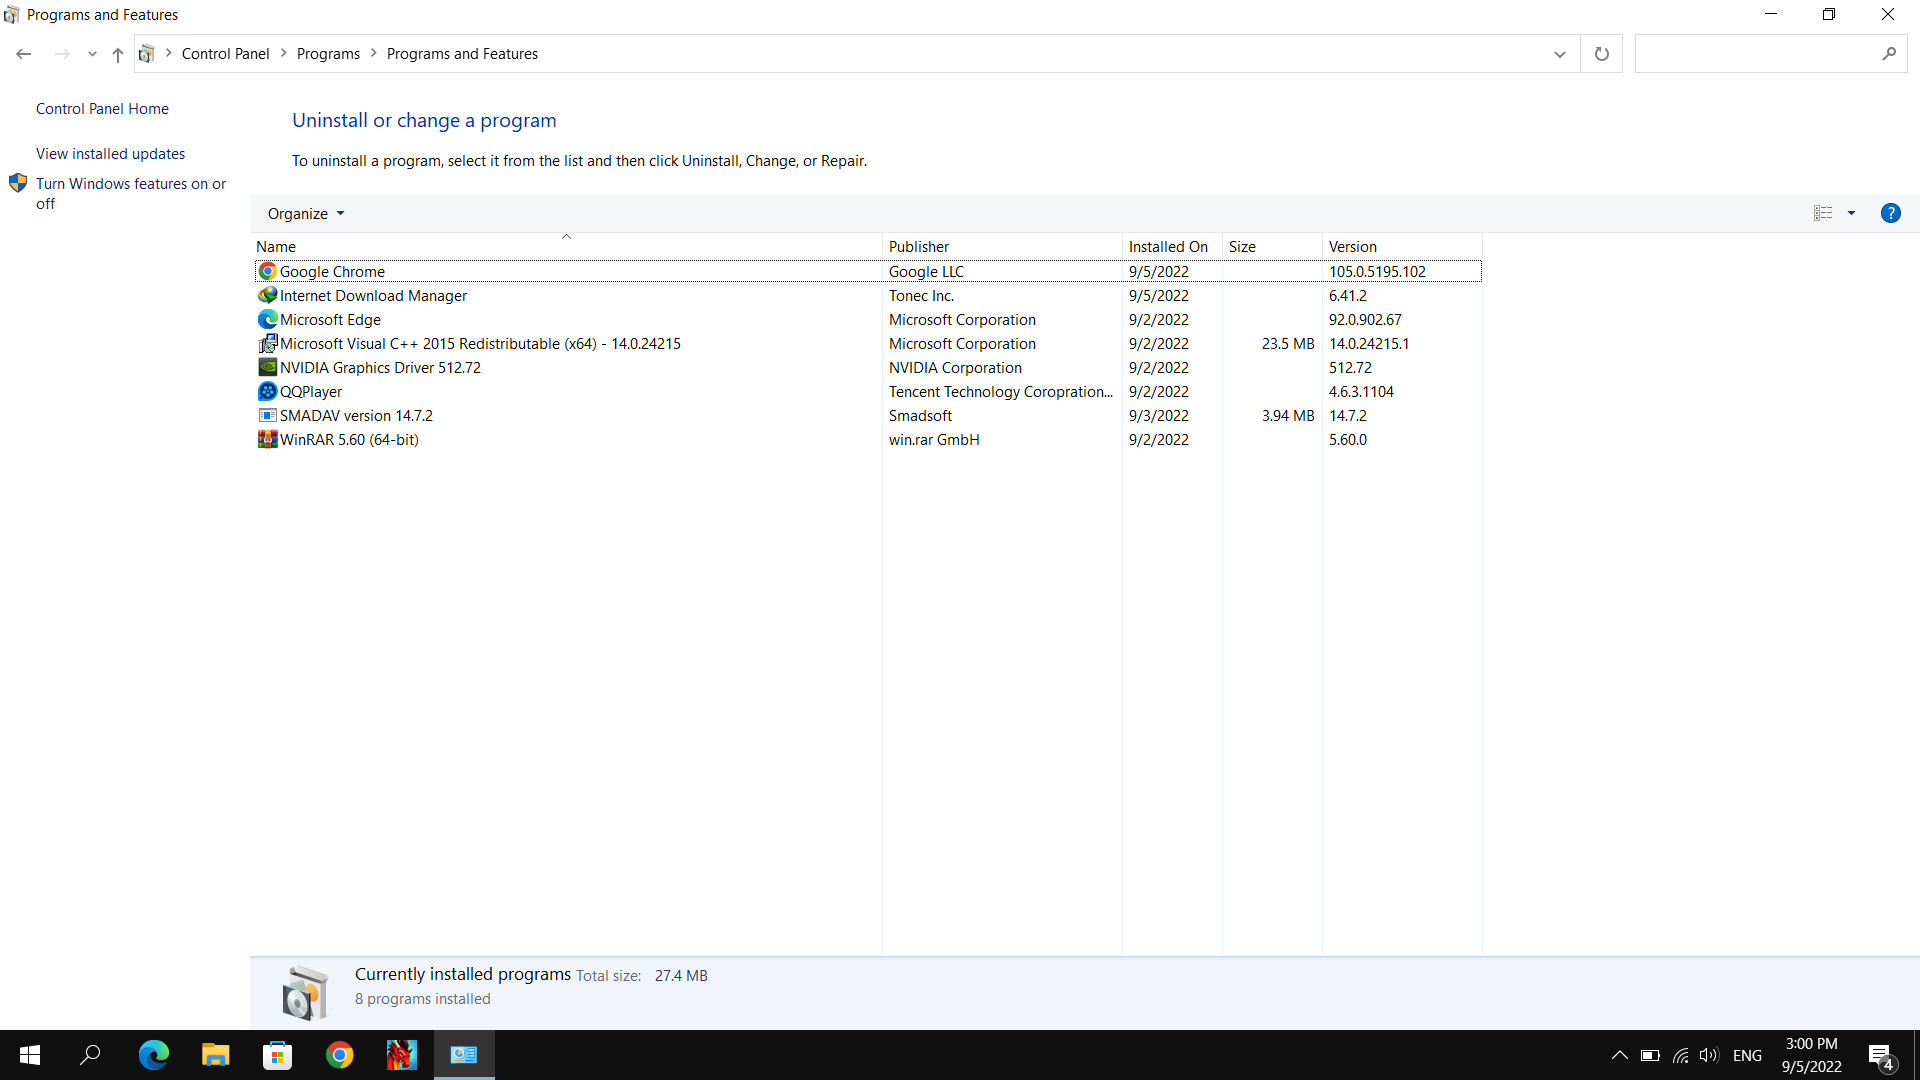 Programs and Features
Control Panel > Programs > Programs and Features
Control Panel Home
View installed updates
Turn Windows features on or
off
Uninstall or change a program
To uninstall a program, select it from the list and then click Uninstall, Change, or Repair.
Organize
Name Publisher Installed On Size Version
Google Chrome Google LLC 9/5/2022 105.0.5195.102
Internet Download Manager Tonec Inc. 9/5/2022 6.41.2
Microsoft Edge Microsoft Corporation 9/2/2022 92.0.902.67
Microsoft Visual C++ 2015 Redistributable (x64) - 14.0.24215 Microsoft Corporation 9/2/2022 23.5 MB 14.0.24215.1
NVIDIA Graphics Driver 512.72 NVIDIA Corporation 9/2/2022 512.72
QQPlayer Tencent Technology Coropration... 9/2/2022 4.6.3.1104
SMADAV version 14.7.2 Smadsoft 9/3/2022 3.94 MB 14.7.2
WinRAR 5.60 (64-bit) win.rar GmbH 9/2/2022 5.60.0
Currently installed programs Total size: 27.4 MB
8 programs installed
ENG
3:00 PM
9/5/2022
4